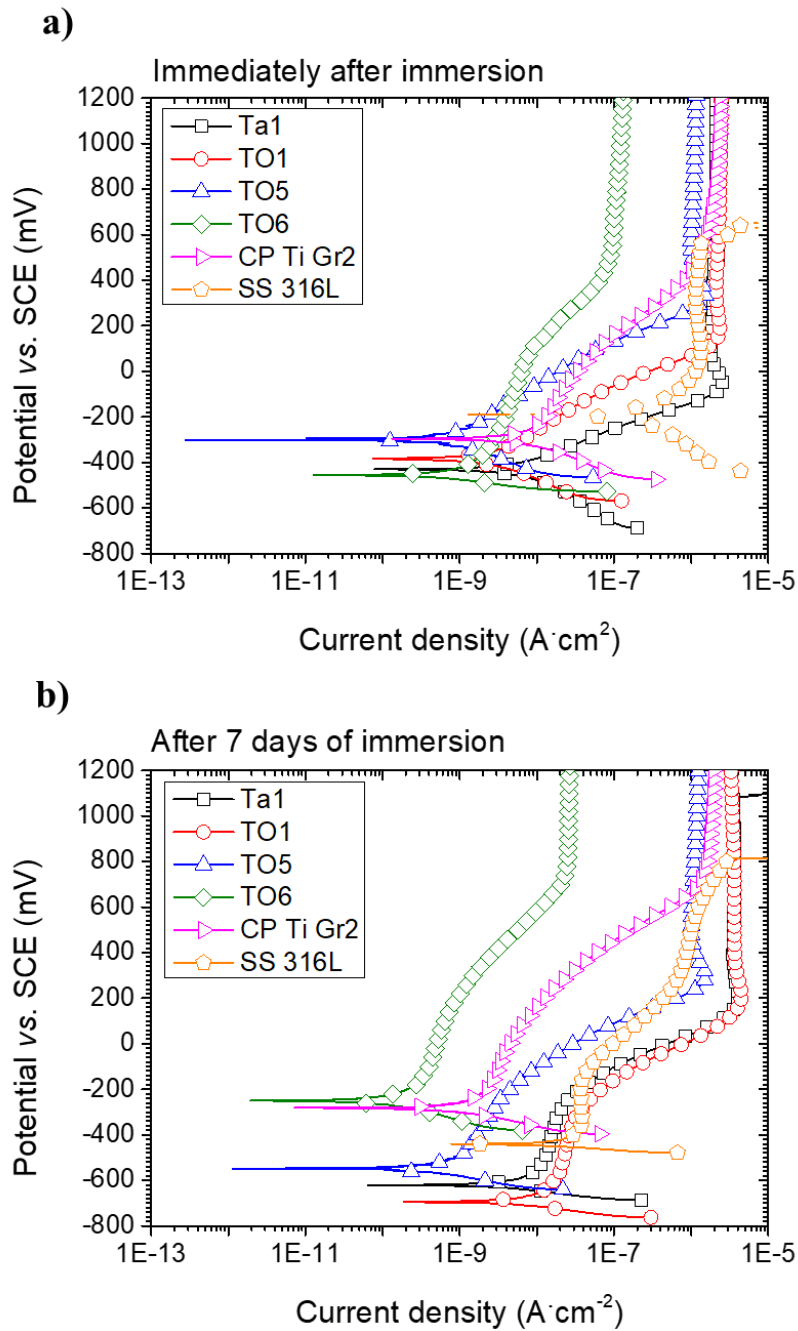 a)
Immediately after immersion
1200
1000
800
600
400
200
0
-200
-400
-600
-800
Potential vs. SCE (mV)
Ta1
TO1
TO5
TO6
CP Ti Gr2
SS 316L
1E-13 1E-11 1E-9 1E-7 1E-5
Current density (A·cm²)
b)
After 7 days of immersion
1200
1000
800
600
400
200
0
-200
-400
-600
-800
Potential vs. SCE (mV)
Ta1
TO1
TO5
TO6
CP Ti Gr2
SS 316L
1E-13 1E-11 1E-9 1E-7 1E-5
Current density (A·cm⁻²)